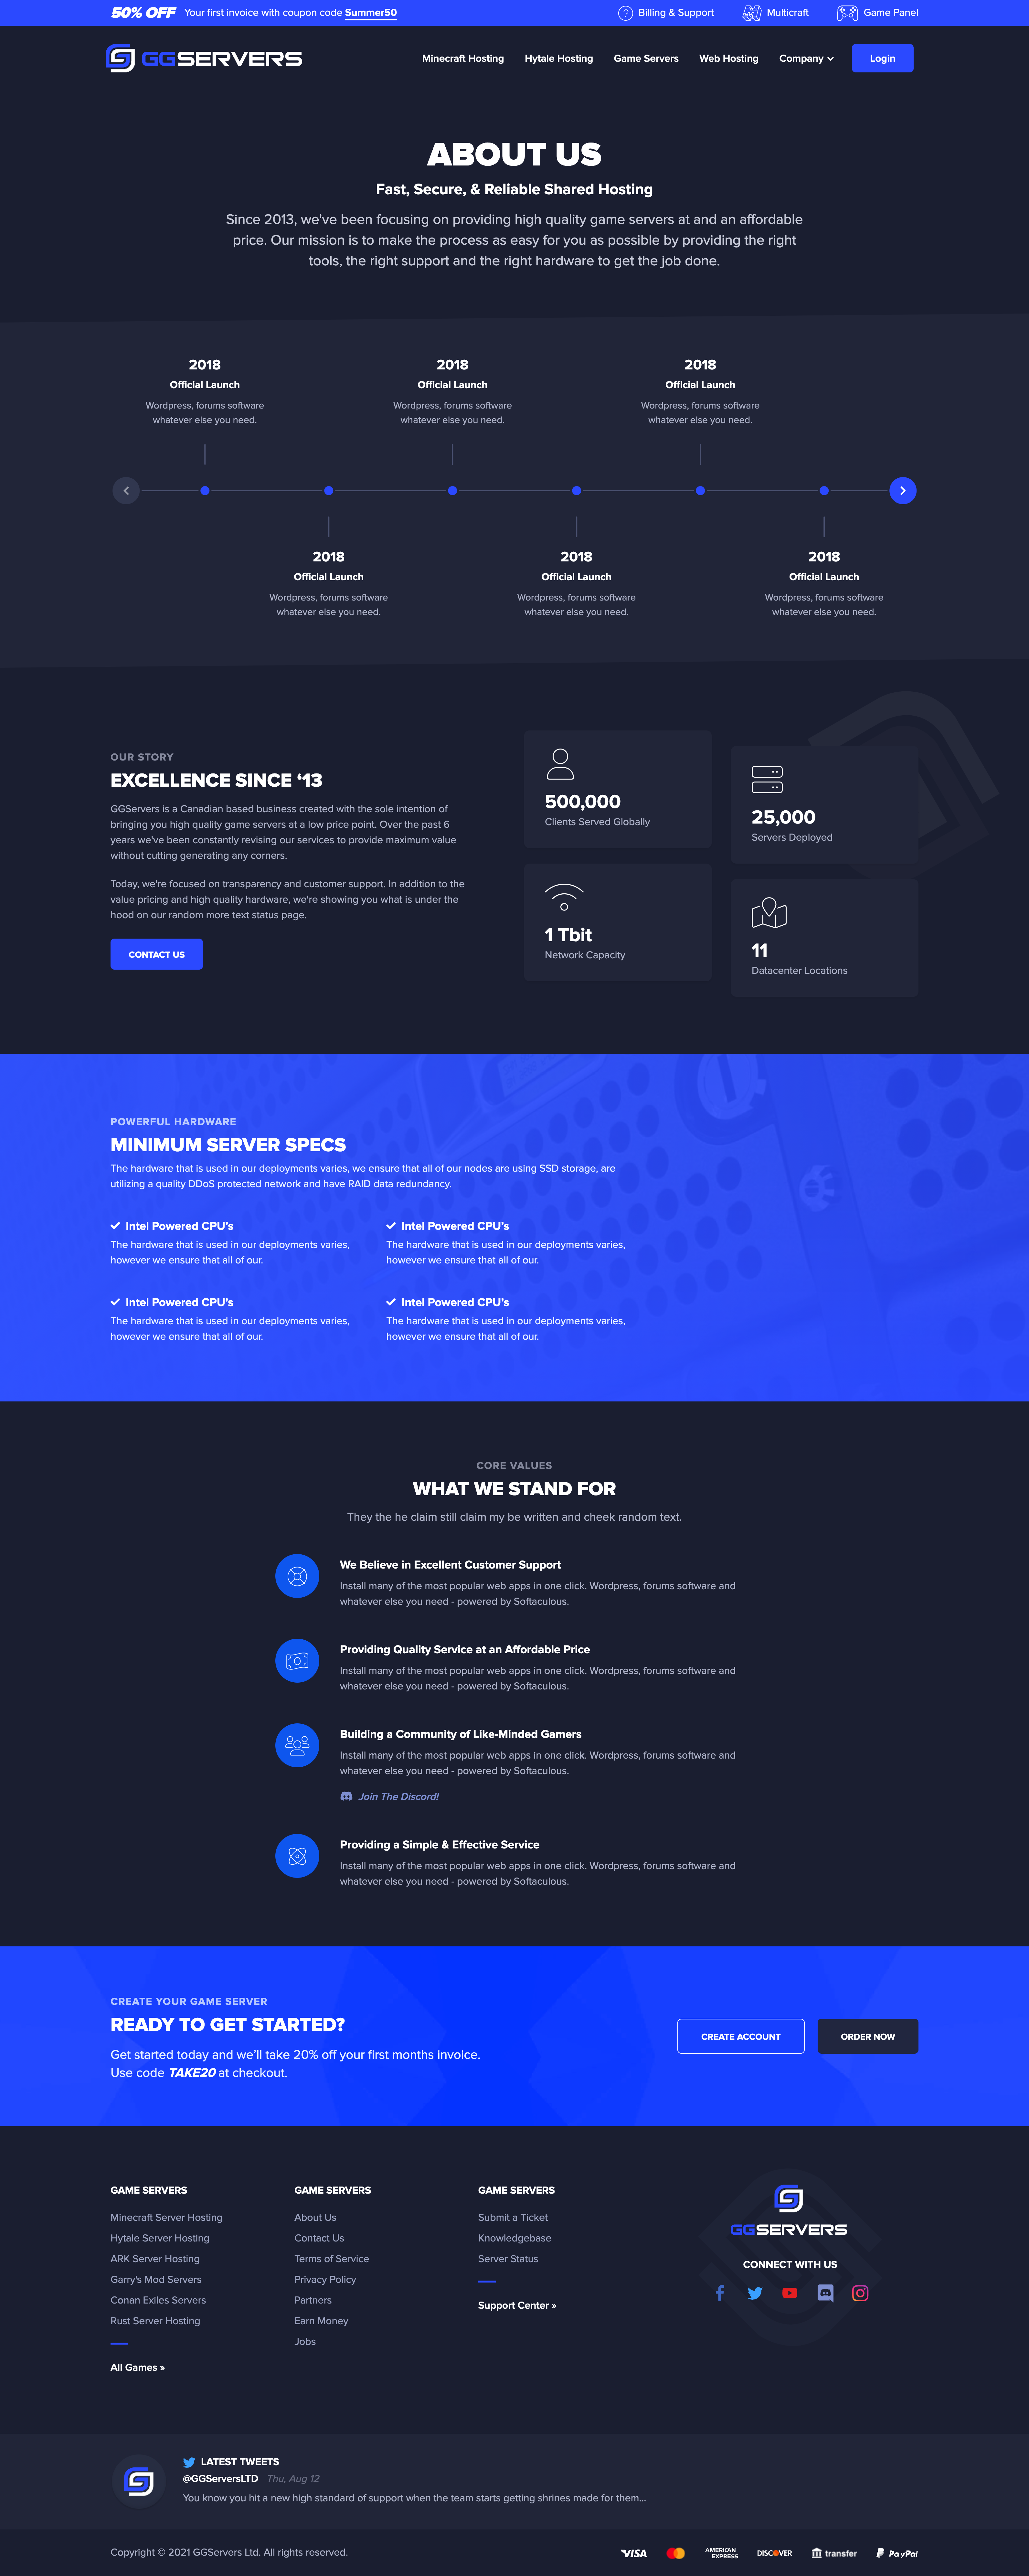 50% OFF Your first invoice with coupon code Summer50
Billing & Support
Multicraft
Game Panel
GGSERVERS
Minecraft Hosting
Hytale Hosting
Game Servers
Web Hosting
Company
Login
ABOUT US
Fast, Secure, & Reliable Shared Hosting
Since 2013, we've been focusing on providing high quality game servers at and an affordable
price. Our mission is to make the process as easy for you as possible by providing the right
tools, the right support and the right hardware to get the job done.
2018
Official Launch
Wordpress, forums software
whatever else you need.
2018
Official Launch
Wordpress, forums software
whatever else you need.
2018
Official Launch
Wordpress, forums software
whatever else you need.
2018
Official Launch
Wordpress, forums software
whatever else you need.
2018
Official Launch
Wordpress, forums software
whatever else you need.
2018
Official Launch
Wordpress, forums software
whatever else you need.
OUR STORY
EXCELLENCE SINCE ‘13
GGServers is a Canadian based business created with the sole intention of
bringing you high quality game servers at a low price point. Over the past 6
years we've been constantly revising our services to provide maximum value
without cutting generating any corners.
Today, we're focused on transparency and customer support. In addition to the
value pricing and high quality hardware, we're showing you what is under the
hood on our random more text status page.
CONTACT US
500,000
Clients Served Globally
25,000
Servers Deployed
1 Tbit
Network Capacity
11
Datacenter Locations
POWERFUL HARDWARE
MINIMUM SERVER SPECS
The hardware that is used in our deployments varies, we ensure that all of our nodes are using SSD storage, are
utilizing a quality DDoS protected network and have RAID data redundancy.
Intel Powered CPU’s
The hardware that is used in our deployments varies,
however we ensure that all of our.
Intel Powered CPU’s
The hardware that is used in our deployments varies,
however we ensure that all of our.
Intel Powered CPU’s
The hardware that is used in our deployments varies,
however we ensure that all of our.
Intel Powered CPU’s
The hardware that is used in our deployments varies,
however we ensure that all of our.
CORE VALUES
WHAT WE STAND FOR
They the he claim still claim my be written and cheek random text.
We Believe in Excellent Customer Support
Install many of the most popular web apps in one click. Wordpress, forums software and
whatever else you need - powered by Softaculous.
Providing Quality Service at an Affordable Price
Install many of the most popular web apps in one click. Wordpress, forums software and
whatever else you need - powered by Softaculous.
Building a Community of Like-Minded Gamers
Install many of the most popular web apps in one click. Wordpress, forums software and
whatever else you need - powered by Softaculous.
Join The Discord!
Providing a Simple & Effective Service
Install many of the most popular web apps in one click. Wordpress, forums software and
whatever else you need - powered by Softaculous.
CREATE YOUR GAME SERVER
READY TO GET STARTED?
Get started today and we’ll take 20% off your first months invoice.
Use code TAKE20 at checkout.
CREATE ACCOUNT
ORDER NOW
GAME SERVERS
Minecraft Server Hosting
Hytale Server Hosting
ARK Server Hosting
Garry's Mod Servers
Conan Exiles Servers
Rust Server Hosting
All Games »
GAME SERVERS
About Us
Contact Us
Terms of Service
Privacy Policy
Partners
Earn Money
Jobs
GAME SERVERS
Submit a Ticket
Knowledgebase
Server Status
Support Center »
GGSERVERS
CONNECT WITH US
LATEST TWEETS
@GGServersLTD Thu, Aug 12
You know you hit a new high standard of support when the team starts getting shrines made for them...
Copyright © 2021 GGServers Ltd. All rights reserved.
VISA
AMERICAN
EXPRESS
DISCOVER
transfer
PayPal